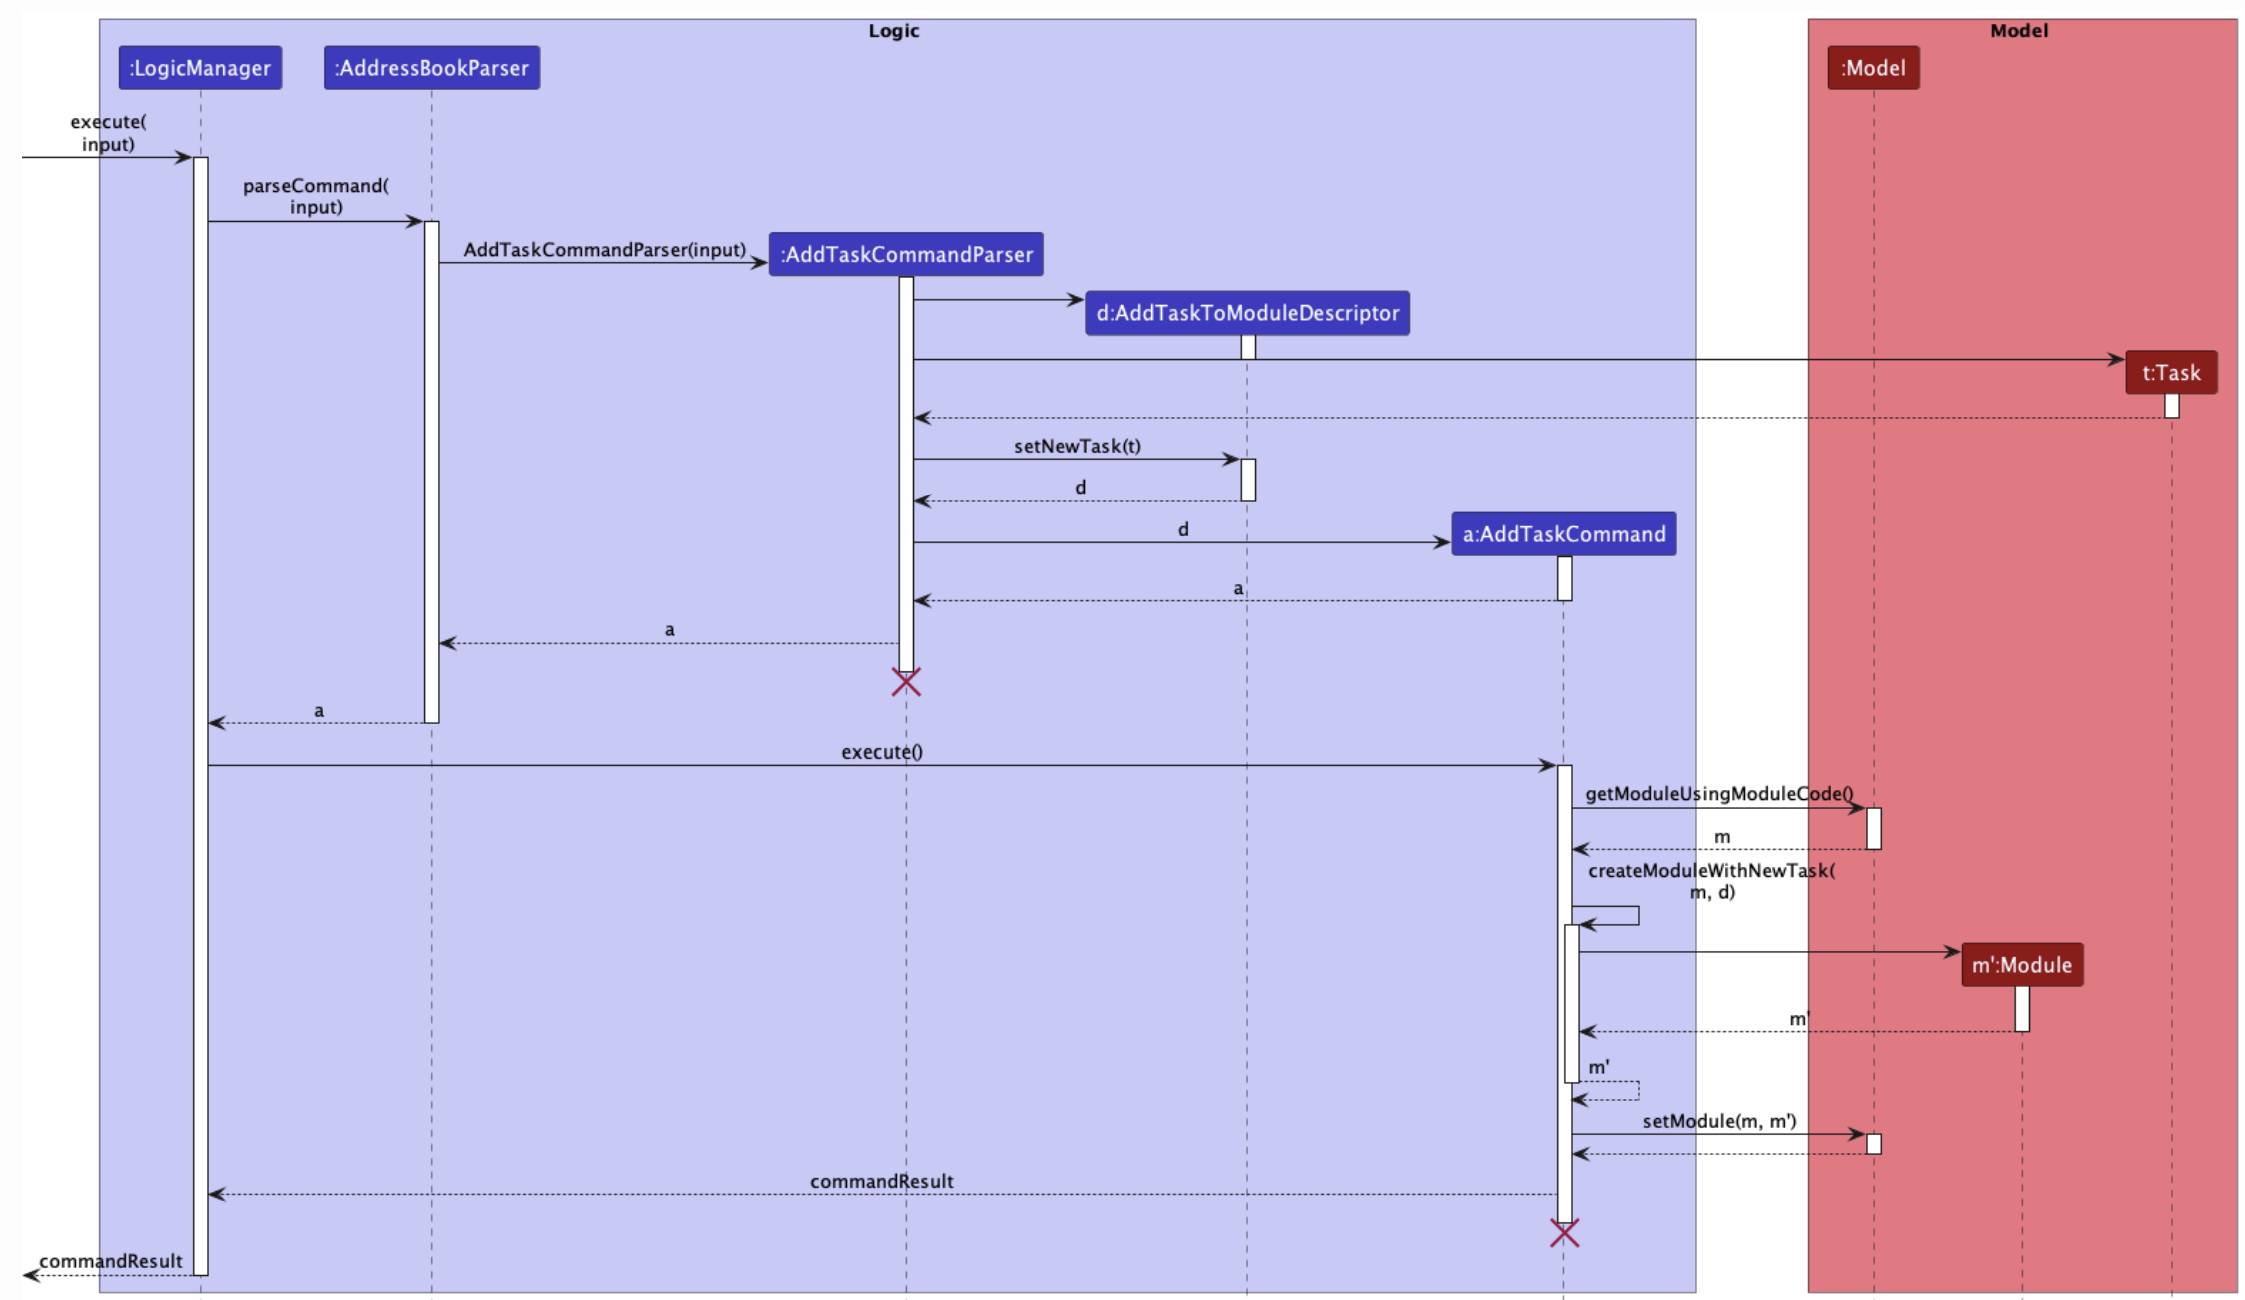 Logic
Model
:LogicManager
:AddressBookParser
:Model
execute(
input)
parseCommand(
input)
AddTaskCommandParser(input)
:AddTaskCommandParser
d:AddTaskToModuleDescriptor
t:Task
setNewTask(t)
d
d
a:AddTaskCommand
a
a
a
execute()
getModuleUsingModuleCode()
m
createModuleWithNewTask(
m, d)
m':Module
m'
m'
setModule(m, m')
commandResult
commandResult